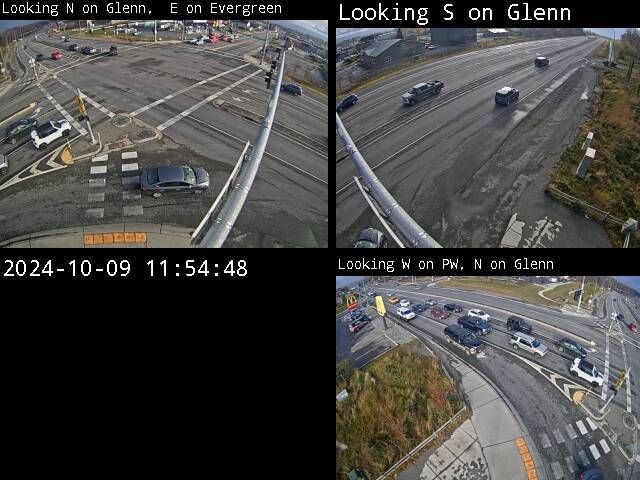 Looking N on Glenn,  E on Evergreen
Looking S on Glenn
2024-10-09 11:54:48
Looking W on PW, N on Glenn